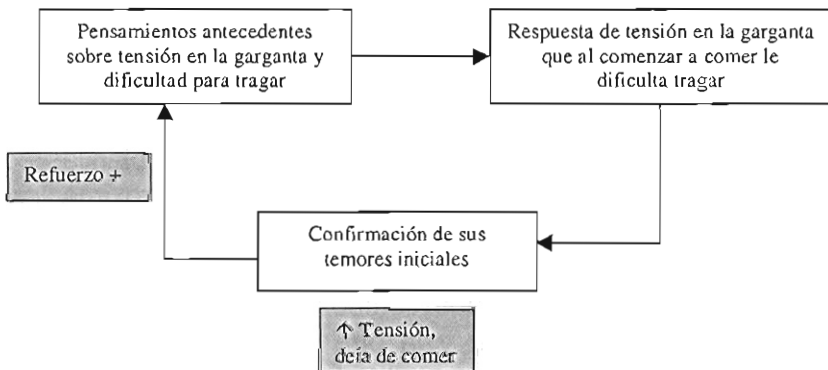 Pensamientos antecedentes
sobre tensión en la garganta y
dificultad para tragar
Respuesta de tensión en la garganta
que al comenzar a comer le
dificulta tragar
Refuerzo +
Confirmación de sus
temores iniciales
↑ Tensión,
deja de comer